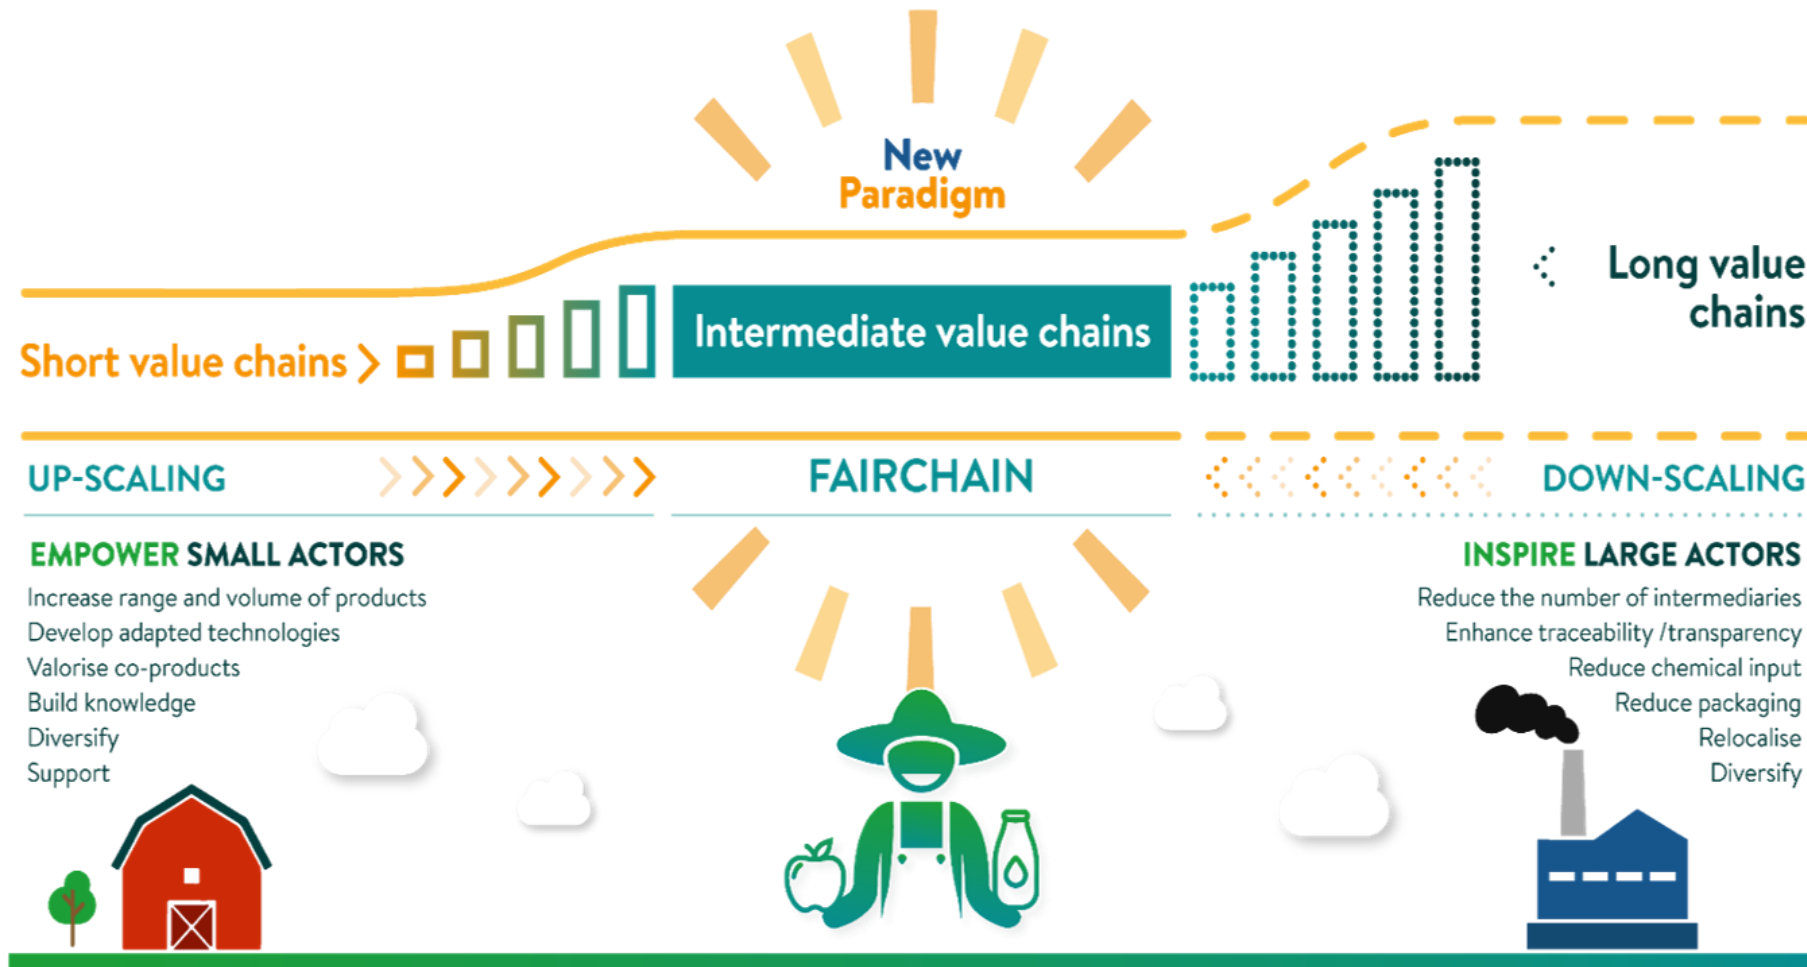 New
Paradigm
Short value chains
Intermediate value chains
Long value
chains
UP-SCALING
FAIRCHAIN
DOWN-SCALING
EMPOWER SMALL ACTORS
Increase range and volume of products
Develop adapted technologies
Valorise co-products
Build knowledge
Diversify
Support
INSPIRE LARGE ACTORS
Reduce the number of intermediaries
Enhance traceability /transparency
Reduce chemical input
Reduce packaging
Relocalise
Diversify